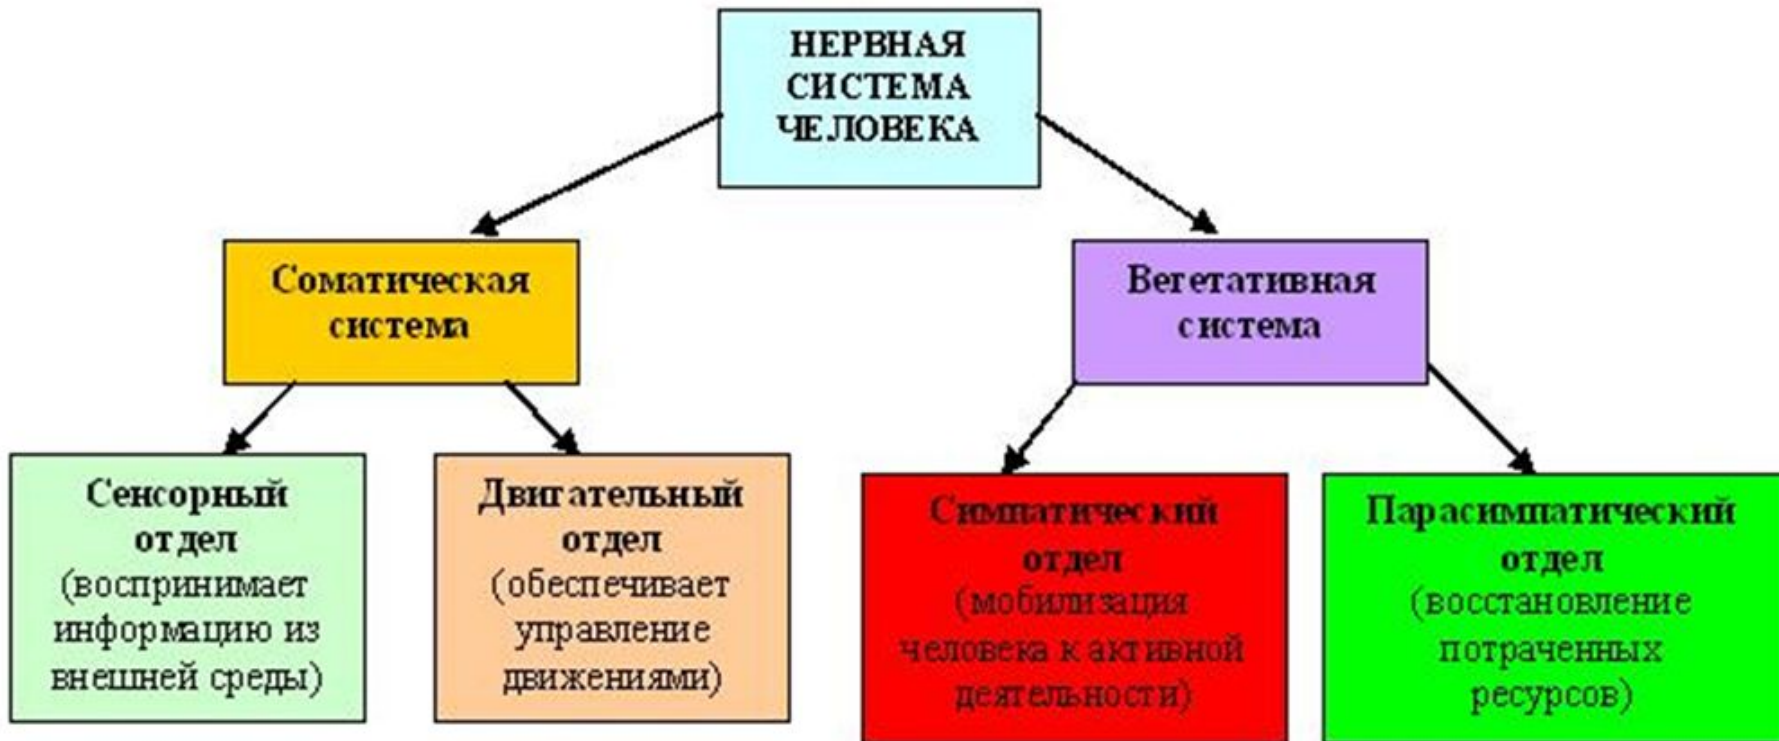 НЕРВНАЯ
СИСТЕМА
ЧЕЛОВЕКА
Соматическая
система
Вегетативная
система
Сенсорный
отдел
(воспринимает
информацию из
внешней среды)
Двигательный
отдел
(обеспечивает
управление
движениями)
Симпатический
отдел
(мобилизация
человека к активной
деятельности)
Парасимпатический
отдел
(восстановление
потраченных
ресурсов)